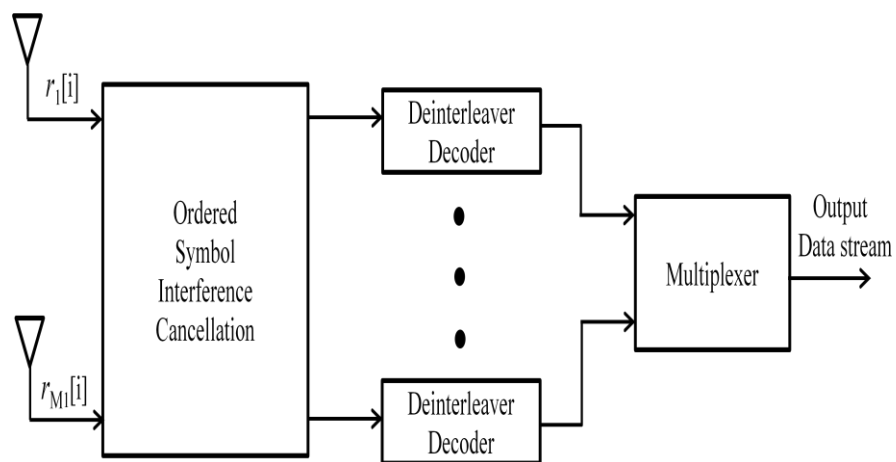 r1[i]
Ordered
Symbol
Interference
Cancellation
rM1[i]
Deinterleaver
Decoder
Deinterleaver
Decoder
Multiplexer
Output
Data stream